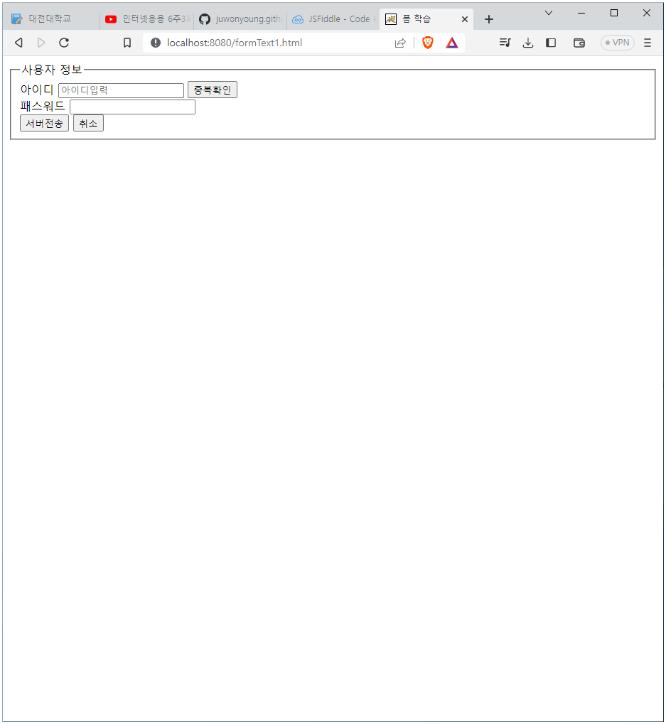 대전대학교
인터넷응용 6주차
juwonyoung.gith
JSFiddle - Code
폼 학습
localhost:8080/formText1.html
VPN
사용자 정보
아이디 아이디입력 중복확인
패스워드
서버전송 취소